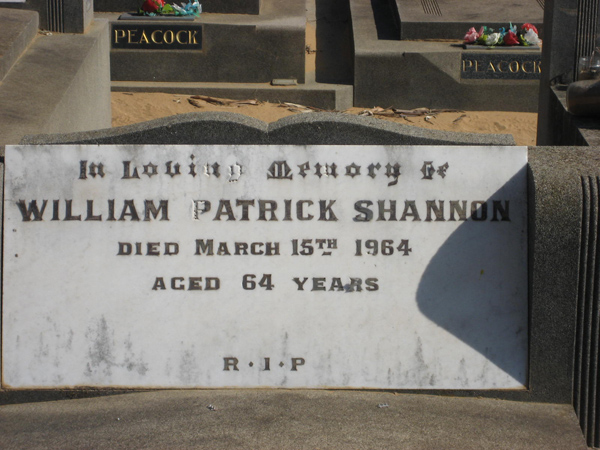 PEACOCK
PEACOCK
In Loving Memory of
WILLIAM PATRICK SHANNON
DIED MARCH 15TH 1964
AGED 64 YEARS
R·I·P